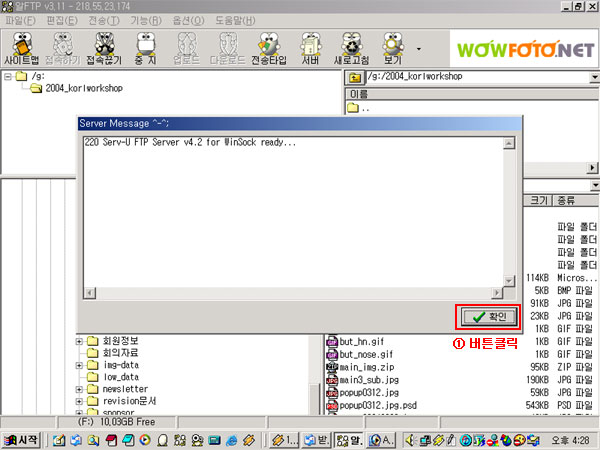 알FTP v3.11 - 218.55.23.174
파일(F) 편집(E) 전송(T) 기능(R) 옵션(O) 도움말(H)
사이트맵 접속하기 접속끊기 중 지 업로드 다운로드 전송타입 서버 새로고침 보기
WOWFOTO.NET
/g:
2004_korlworkshop
/g:/2004_korlworkshop
이름
..
Server Message ^-^;
220 Serv-U FTP Server v4.2 for WinSock ready...
확인
① 버튼클릭
크기 종류
파일 폴더
파일 폴더
파일 폴더
파일 폴더
114KB Micros...
5KB BMP 파일
91KB JPG 파일
23KB JPG 파일
1KB GIF 파일
but_hn.gif 1KB GIF 파일
but_nose.gif 1KB GIF 파일
main_img.zip 95KB ZIP 파일
main3_sub.jpg 190KB JPG 파일
popup0312.jpg 59KB JPG 파일
popup0312.jpg.psd 543KB PSD 파일
회원정보
회의자료
img-data
low_data
newsletter
revision문서
sponsor
(F:) 10.03GB Free
시작
1...
받.
알.
A..
오후 4:28